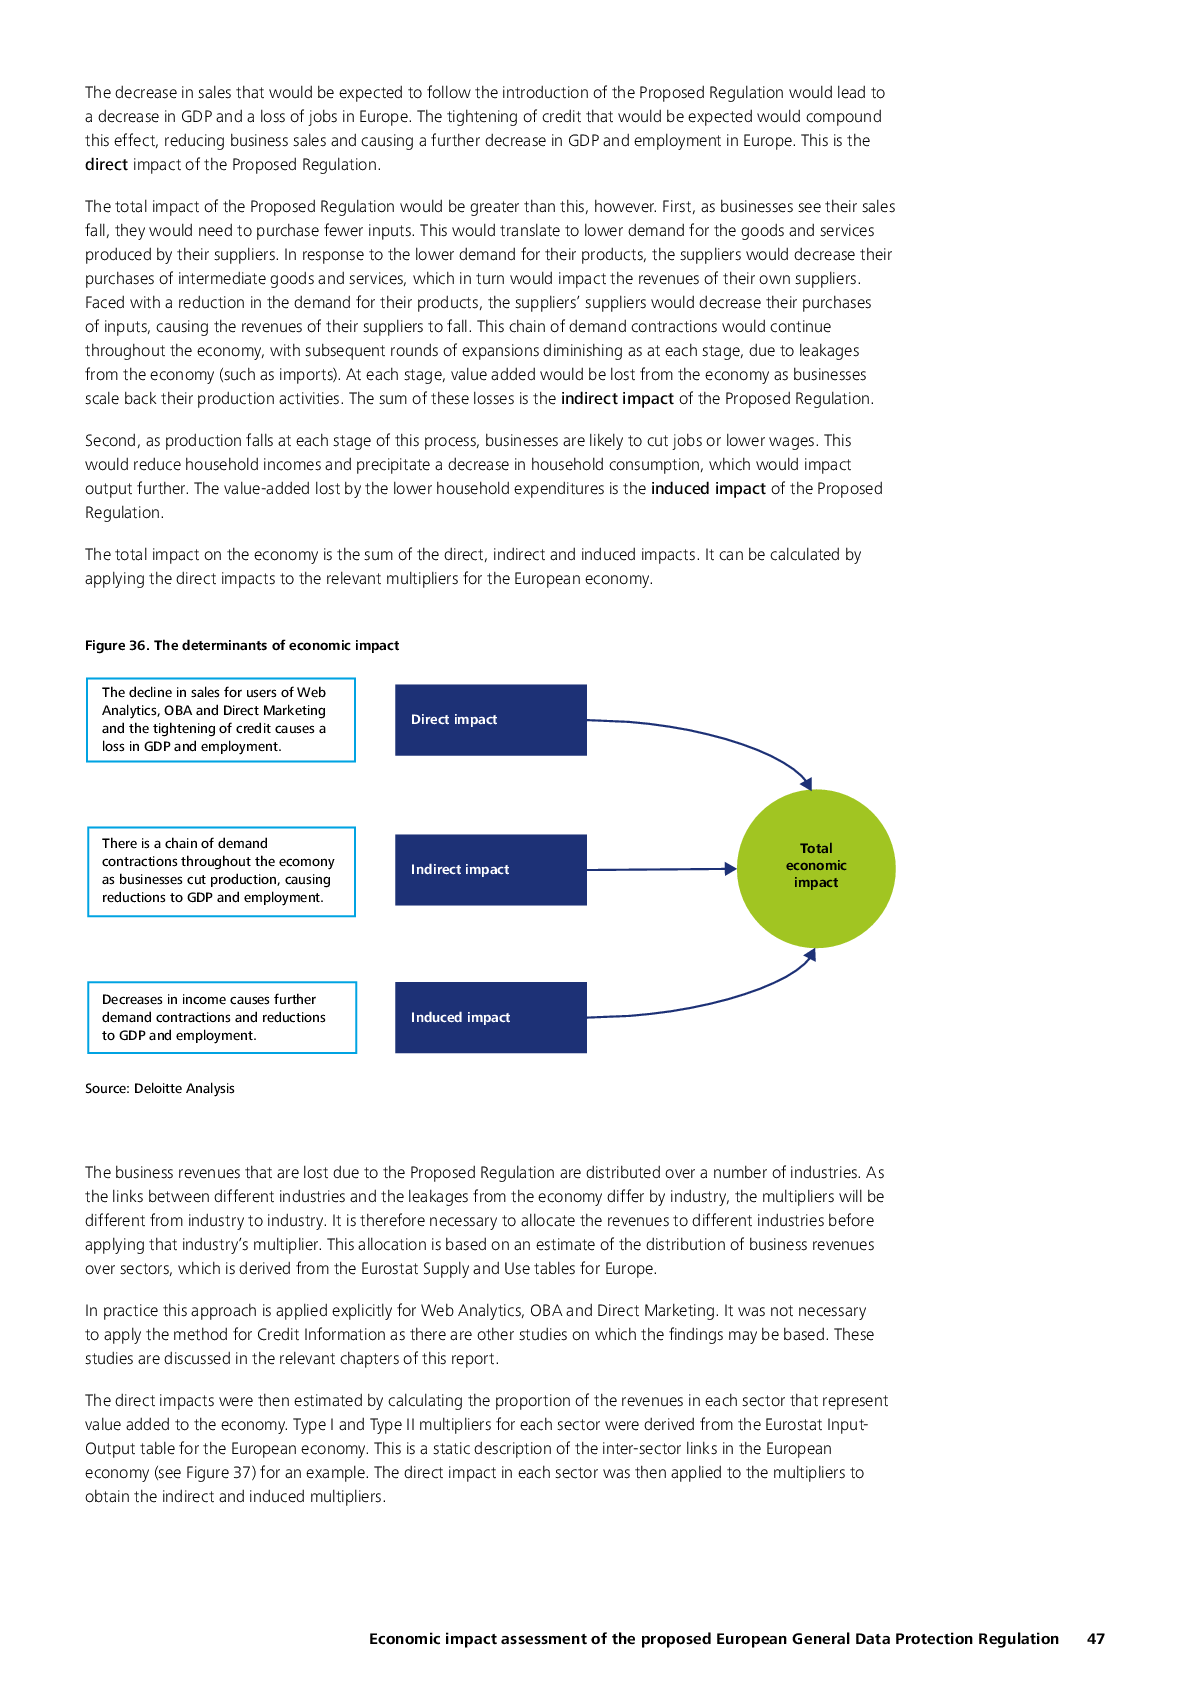 The decrease in sales that would be expected to follow the introduction of the Proposed Regulation would lead to
a decrease in GDP and a loss of jobs in Europe. The tightening of credit that would be expected would compound
this effect, reducing business sales and causing a further decrease in GDP and employment in Europe. This is the
direct impact of the Proposed Regulation.
The total impact of the Proposed Regulation would be greater than this, however. First, as businesses see their sales
fall, they would need to purchase fewer inputs. This would translate to lower demand for the goods and services
produced by their suppliers. In response to the lower demand for their products, the suppliers would decrease their
purchases of intermediate goods and services, which in turn would impact the revenues of their own suppliers.
Faced with a reduction in the demand for their products, the suppliers’ suppliers would decrease their purchases
of inputs, causing the revenues of their suppliers to fall. This chain of demand contractions would continue
throughout the economy, with subsequent rounds of expansions diminishing as at each stage, due to leakages
from the economy (such as imports). At each stage, value added would be lost from the economy as businesses
scale back their production activities. The sum of these losses is the indirect impact of the Proposed Regulation.
Second, as production falls at each stage of this process, businesses are likely to cut jobs or lower wages. This
would reduce household incomes and precipitate a decrease in household consumption, which would impact
output further. The value-added lost by the lower household expenditures is the induced impact of the Proposed
Regulation.
The total impact on the economy is the sum of the direct, indirect and induced impacts. It can be calculated by
applying the direct impacts to the relevant multipliers for the European economy.
Figure 36. The determinants of economic impact
The decline in sales for users of Web
Analytics, OBA and Direct Marketing
and the tightening of credit causes a
loss in GDP and employment.
Direct impact
There is a chain of demand
contractions throughout the ecomony
as businesses cut production, causing
reductions to GDP and employment.
Indirect impact
Total
economic
impact
Decreases in income causes further
demand contractions and reductions
to GDP and employment.
Induced impact
Source: Deloitte Analysis
The business revenues that are lost due to the Proposed Regulation are distributed over a number of industries. As
the links between different industries and the leakages from the economy differ by industry, the multipliers will be
different from industry to industry. It is therefore necessary to allocate the revenues to different industries before
applying that industry’s multiplier. This allocation is based on an estimate of the distribution of business revenues
over sectors, which is derived from the Eurostat Supply and Use tables for Europe.
In practice this approach is applied explicitly for Web Analytics, OBA and Direct Marketing. It was not necessary
to apply the method for Credit Information as there are other studies on which the findings may be based. These
studies are discussed in the relevant chapters of this report.
The direct impacts were then estimated by calculating the proportion of the revenues in each sector that represent
value added to the economy. Type I and Type II multipliers for each sector were derived from the Eurostat Input-
Output table for the European economy. This is a static description of the inter-sector links in the European
economy (see Figure 37) for an example. The direct impact in each sector was then applied to the multipliers to
obtain the indirect and induced multipliers.
Economic impact assessment of the proposed European General Data Protection Regulation 47